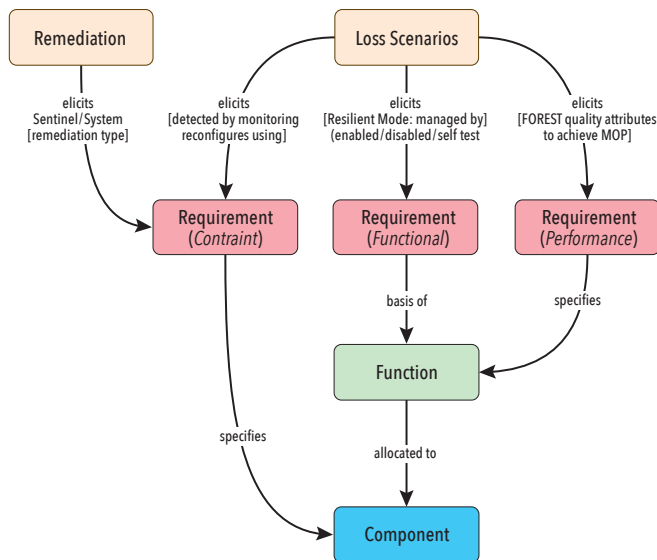 Remediation
Loss Scenarios
elicits
Sentinel/System
[remediation type]
elicits
[detected by monitoring
reconfigures using]
elicits
[Resilient Mode: managed by]
(enabled/disabled/self test
elicits
[FOREST quality attributes
to achieve MOP]
Requirement
(Contraint)
Requirement
(Functional)
Requirement
(Performance)
basis of
specifies
Function
specifies
allocated to
Component